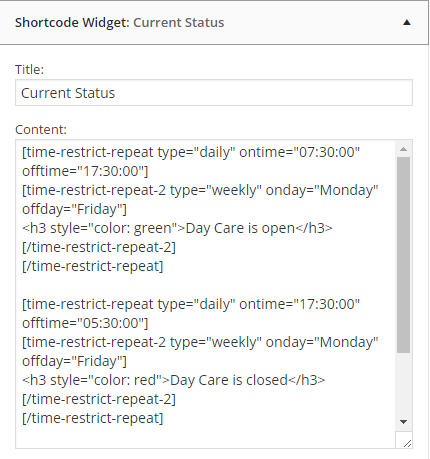 Shortcode Widget: Current Status
Title:
Current Status
Content:
[time-restrict-repeat type="daily" ontime="07:30:00"
offtime="17:30:00"]
[time-restrict-repeat-2 type="weekly" onday="Monday"
offday="Friday"]
<h3 style="color: green">Day Care is open</h3>
[/time-restrict-repeat-2]
[/time-restrict-repeat]

[time-restrict-repeat type="daily" ontime="17:30:00"
offtime="05:30:00"]
[time-restrict-repeat-2 type="weekly" onday="Monday"
offday="Friday"]
<h3 style="color: red">Day Care is closed</h3>
[/time-restrict-repeat-2]
[/time-restrict-repeat]